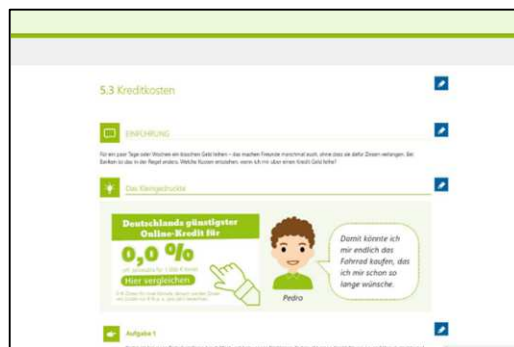 5.3 Kreditkosten
EINFÜHRUNG
Für ein paar Tage oder Wochen ein bisschen Geld leihen – das machen Freunde manchmal auch, ohne dass sie dafür Zinsen verlangen. Bei
Banken ist das in der Regel anders. Welche Kosten entstehen, wenn ich mir über einen Kredit Geld leihe?
Das Kleingedruckte
Deutschlands günstigster
Online-Kredit für
0,0 %
Hier vergleichen
Damit könnte ich
mir endlich das
Fahrrad kaufen, das
ich mir schon so
lange wünsche.
Pedro
Aufgabe 1